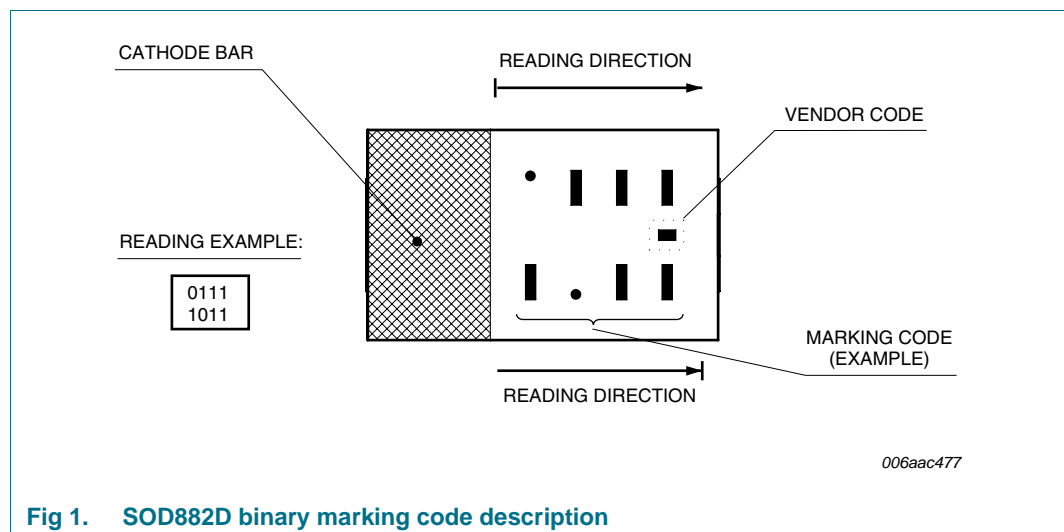 CATHODE BAR
READING DIRECTION
VENDOR CODE
READING EXAMPLE:
0111
1011
MARKING CODE
(EXAMPLE)
READING DIRECTION
006aac477
Fig 1. SOD882D binary marking code description